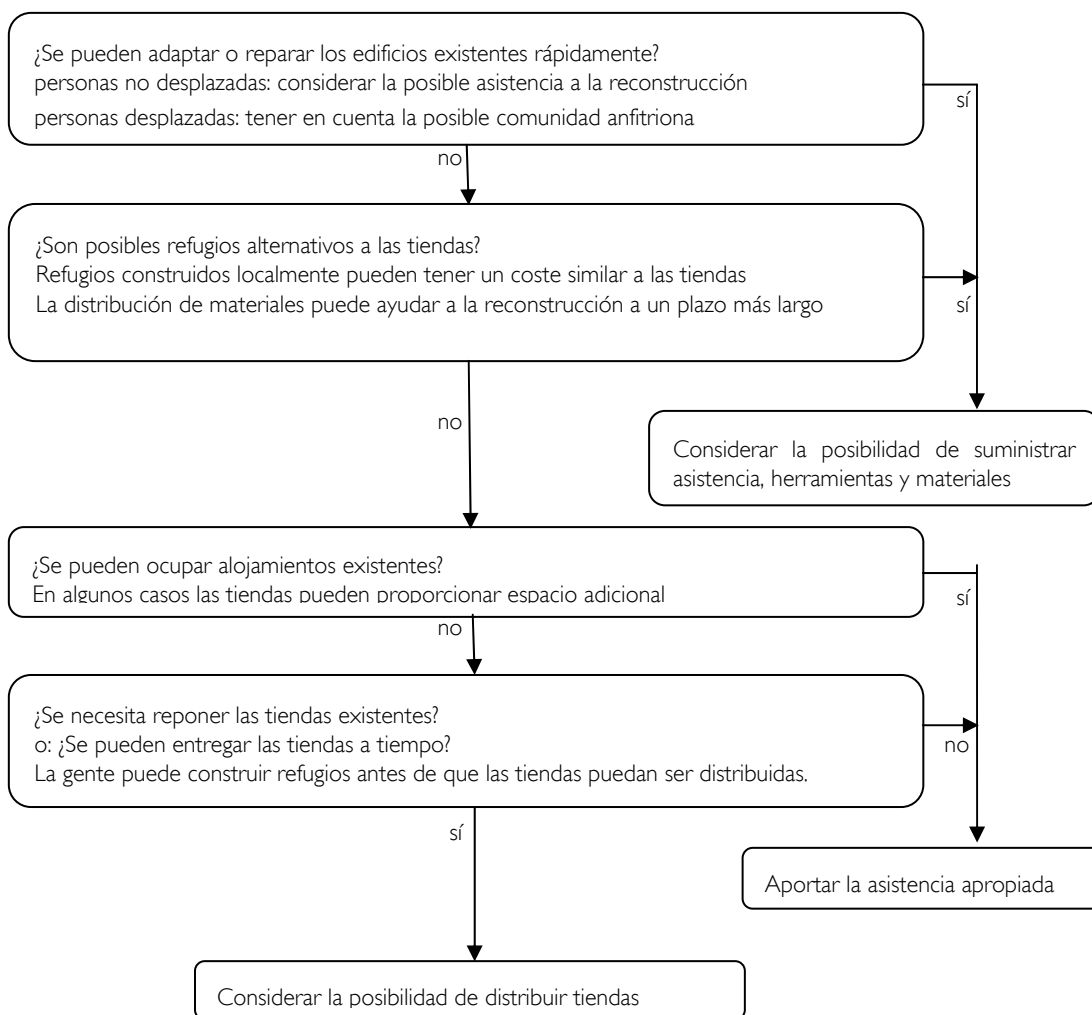 ¿Se pueden adaptar o reparar los edificios existentes rápidamente?
personas no desplazadas: considerar la posible asistencia a la reconstrucción
personas desplazadas: tener en cuenta la posible comunidad anfitriona
sí
no
¿Son posibles refugios alternativos a las tiendas?
Refugios construidos localmente pueden tener un coste similar a las tiendas
La distribución de materiales puede ayudar a la reconstrucción a un plazo más largo
sí
no
Considerar la posibilidad de suministrar
asistencia, herramientas y materiales
¿Se pueden ocupar alojamientos existentes?
En algunos casos las tiendas pueden proporcionar espacio adicional
sí
no
¿Se necesita reponer las tiendas existentes?
o: ¿Se pueden entregar las tiendas a tiempo?
La gente puede construir refugios antes de que las tiendas puedan ser distribuidas.
no
sí
Aportar la asistencia apropiada
Considerar la posibilidad de distribuir tiendas